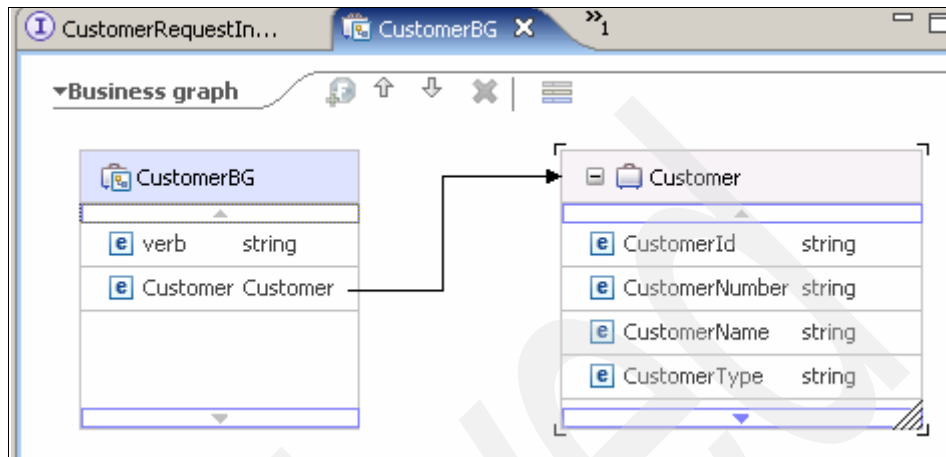 CustomerRequestIn... CustomerBG »1
Business graph
CustomerBG
verb string
Customer Customer
Customer
CustomerId string
CustomerNumber string
CustomerName string
CustomerType string